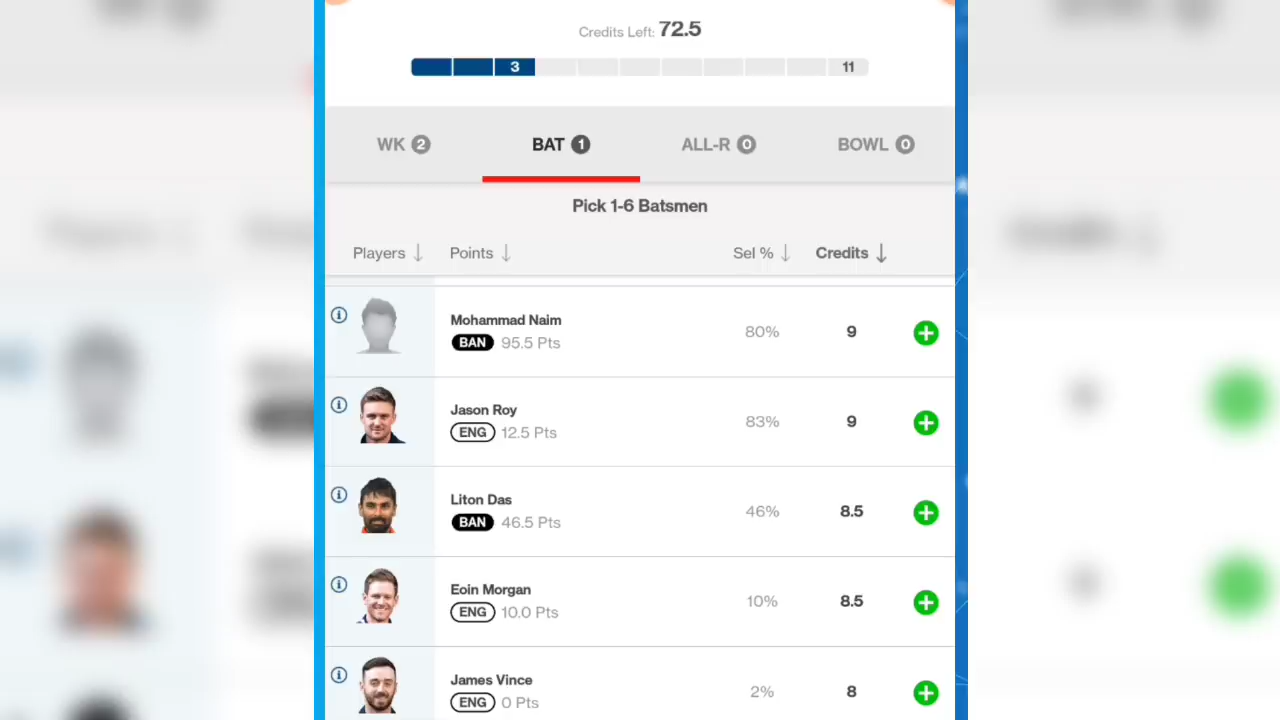 Credits Left: 72.5
3 11
WK 2 BAT 1 ALL-R 0 BOWL 0
Pick 1-6 Batsmen
Players ↓ Points ↓ Sel % ↓ Credits ↓
Mohammad Naim
BAN 95.5 Pts 80% 9
Jason Roy
ENG 12.5 Pts 83% 9
Liton Das
BAN 46.5 Pts 46% 8.5
Eoin Morgan
ENG 10.0 Pts 10% 8.5
James Vince
ENG 0 Pts 2% 8